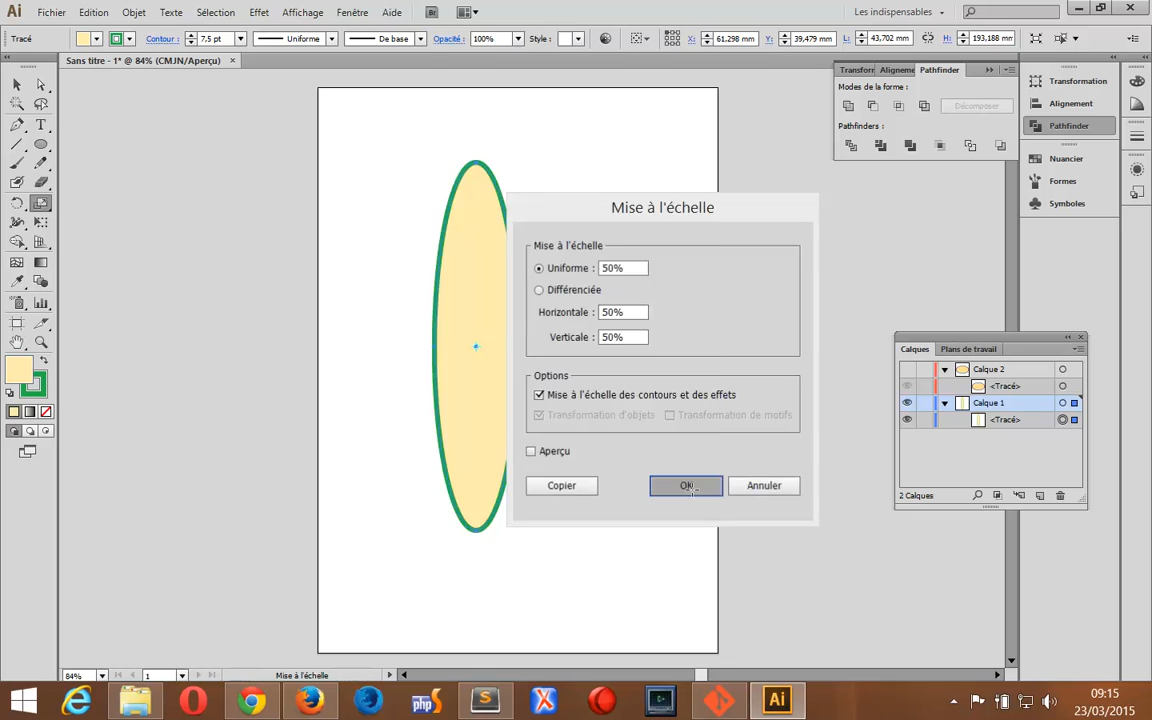 Ai Fichier Edition Objet Texte Sélection Effet Affichage Fenêtre Aide Br Les indispensables
Tracé Contour : 7,5 pt Uniforme De base Opacité : 100% Style : X: 61,298 mm Y: 39,479 mm L: 43,702 mm H: 193,188 mm
Sans titre - 1* @ 84% (CMJN/Aperçu)
Transform Aligneme Pathfinder
Modes de la forme :
Décomposer
Pathfinders :
Transformation
Alignement
Pathfinder
Nuancier
Formes
Symboles
Mise à l'échelle
Mise à l'échelle
Uniforme : 50%
Différenciée
Horizontale : 50%
Verticale : 50%
Options
Mise à l'échelle des contours et des effets
Transformation d'objets Transformation de motifs
Aperçu
Copier OK Annuler
Calques Plans de travail
Calque 2
<Tracé>
Calque 1
<Tracé>
2 Calques
84% 1 Mise à l'échelle
php S Ai
09:15
23/03/2015